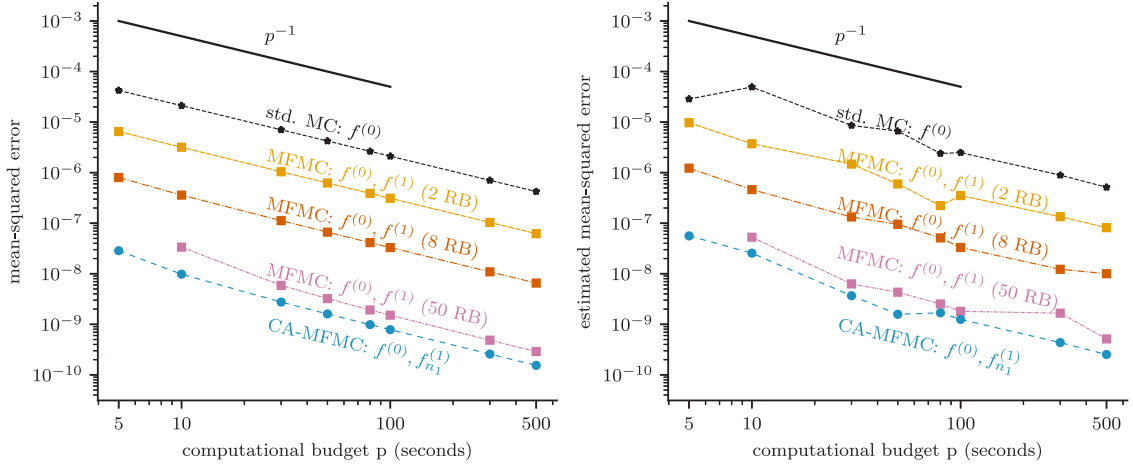 mean-squared error
10^{-3}
10^{-4}
10^{-5}
10^{-6}
10^{-7}
10^{-8}
10^{-9}
10^{-10}
p^{-1}
std. MC: f^{(0)}
MFMC: f^{(0)}, f^{(1)} (2 RB)
MFMC: f^{(0)}, f^{(1)} (8 RB)
MFMC: f^{(0)}, f^{(1)} (50 RB)
CA-MFMC: f^{(0)}, f_{n_1}^{(1)}
5 10 100 500
computational budget p (seconds)
estimated mean-squared error
10^{-3}
10^{-4}
10^{-5}
10^{-6}
10^{-7}
10^{-8}
10^{-9}
10^{-10}
p^{-1}
std. MC: f^{(0)}
MFMC: f^{(0)}, f^{(1)} (2 RB)
MFMC: f^{(0)}, f^{(1)} (8 RB)
MFMC: f^{(0)}, f^{(1)} (50 RB)
CA-MFMC: f^{(0)}, f_{n_1}^{(1)}
5 10 100 500
computational budget p (seconds)